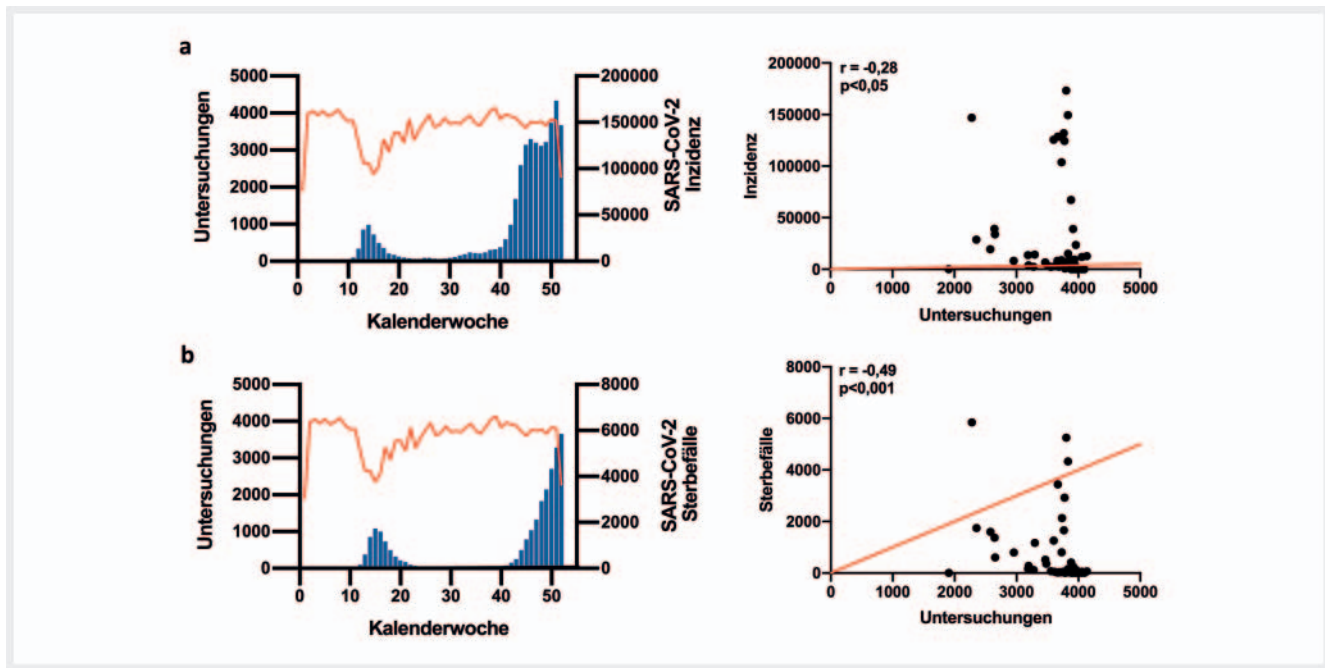 a
5000
4000
3000
2000
1000
0
Untersuchungen
200000
150000
100000
50000
0
SARS-CoV-2
Inzidenz
0 10 20 30 40 50
Kalenderwoche
r = -0,28
p<0,05
200000
150000
100000
50000
0
Inzidenz
0 1000 2000 3000 4000 5000
Untersuchungen
b
5000
4000
3000
2000
1000
0
Untersuchungen
8000
6000
4000
2000
0
SARS-CoV-2
Sterbefälle
0 10 20 30 40 50
Kalenderwoche
r = -0,49
p<0,001
8000
6000
4000
2000
0
Sterbefälle
0 1000 2000 3000 4000 5000
Untersuchungen